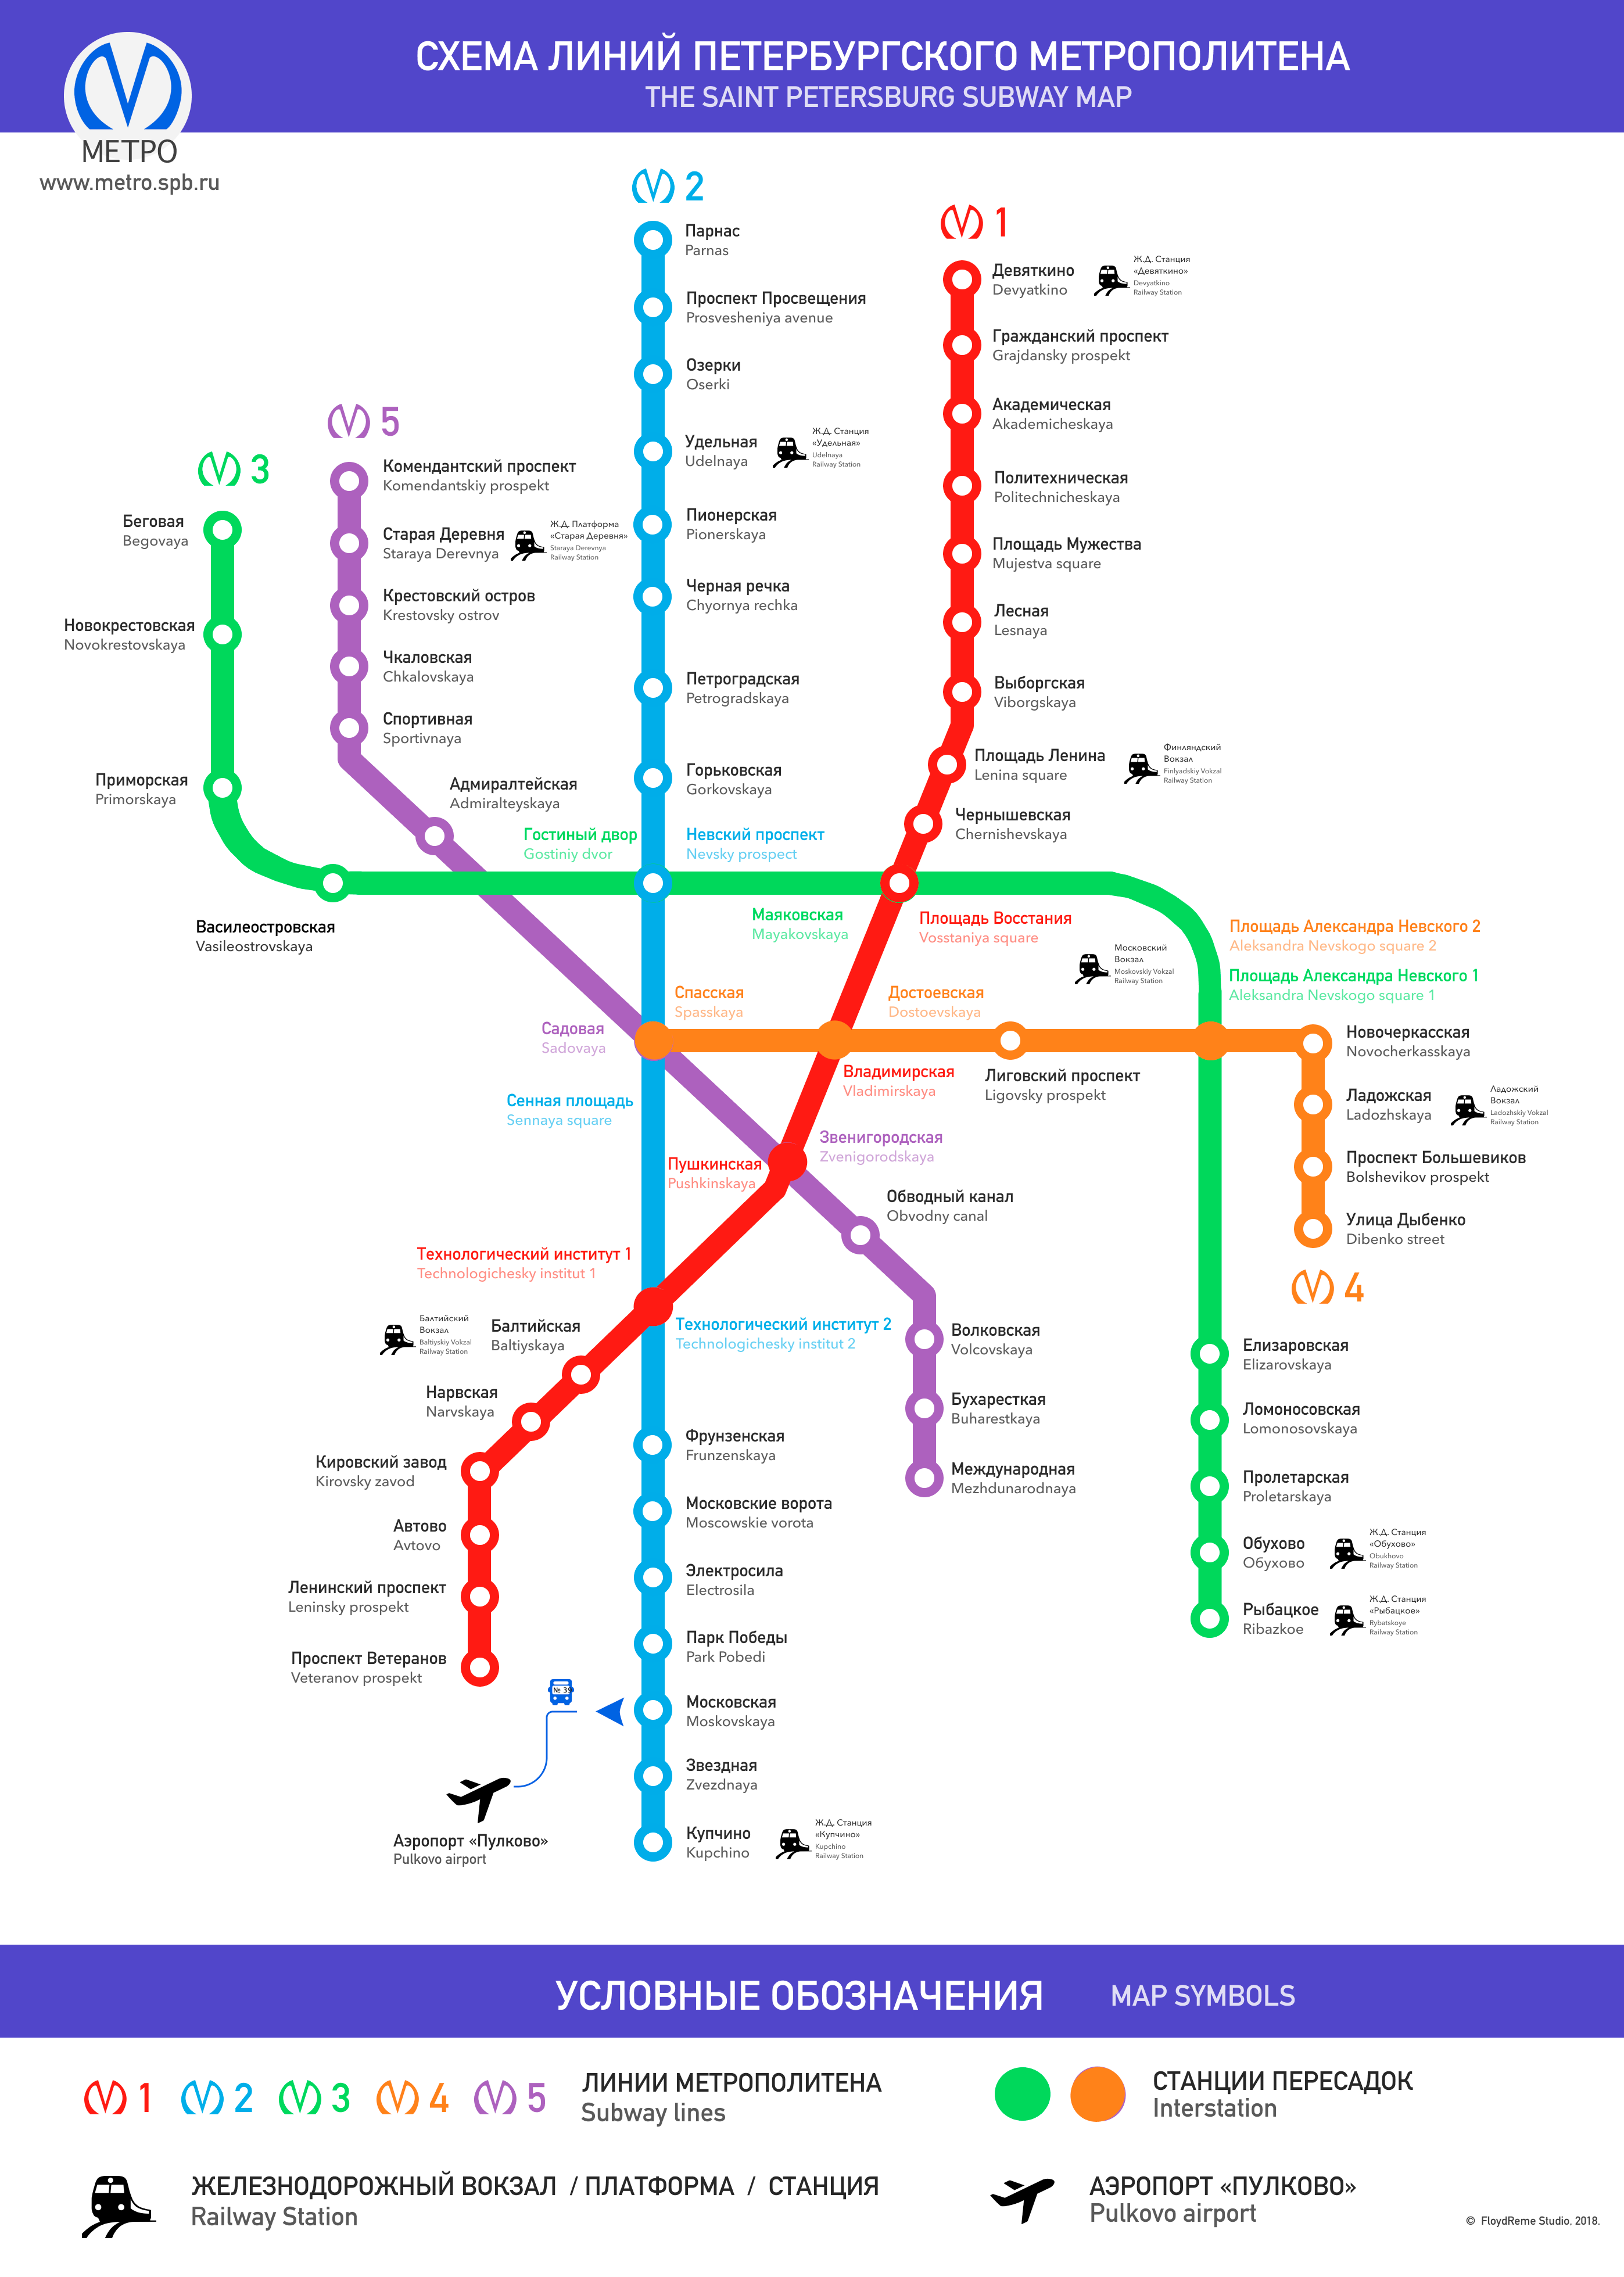 СХЕМА ЛИНИЙ ПЕТЕРБУРГСКОГО МЕТРОПОЛИТЕНА
THE SAINT PETERSBURG SUBWAY MAP
МЕТРО
www.metro.spb.ru
2
Парнас
Parnas
Проспект Просвещения
Prosvesheniya avenue
Озерки
Oserki
Удельная
Udelnaya
Ж.Д. Станция
«Удельная»
Udelnaya
Railway Station
Пионерская
Pionerskaya
Черная речка
Chyornya rechka
Петроградская
Petrogradskaya
Горьковская
Gorkovskaya
Невский проспект
Nevsky prospect
1
Девяткино
Devyatkino
Ж.Д. Станция
«Девяткино»
Devyatkino
Railway Station
Гражданский проспект
Grajdansky prospekt
Академическая
Akademicheskaya
Политехническая
Politechnicheskaya
Площадь Мужества
Mujestva square
Лесная
Lesnaya
Выборгская
Viborgskaya
Площадь Ленина
Lenina square
Финляндский
Вокзал
Finlyadskiy Vokzal
Railway Station
Чернышевская
Chernishevskaya
5
Комендантский проспект
Komendantskiy prospekt
Старая Деревня
Staraya Derevnya
Ж.Д. Платформа
«Старая Деревня»
Staraya Derevnya
Railway Station
Крестовский остров
Krestovsky ostrov
Чкаловская
Chkalovskaya
Спортивная
Sportivnaya
Адмиралтейская
Admiralteyskaya
3
Беговая
Begovaya
Новокрестовская
Novokrestovskaya
Приморская
Primorskaya
Василеостровская
Vasileostrovskaya
Гостиный двор
Gostiniy dvor
Маяковская
Mayakovskaya
Площадь Восстания
Vosstaniya square
Московский
Вокзал
Moskovskiy Vokzal
Railway Station
Площадь Александра Невского 2
Aleksandra Nevskogo square 2
Площадь Александра Невского 1
Aleksandra Nevskogo square 1
Спасская
Spasskaya
Достоевская
Dostoevskaya
Садовая
Sadovaya
Сенная площадь
Sennaya square
Владимирская
Vladimirskaya
Лиговский проспект
Ligovsky prospekt
Новочеркасская
Novocherkasskaya
Ладожская
Ladozhskaya
Ладожский
Вокзал
Ladozhskiy Vokzal
Railway Station
Проспект Большевиков
Bolshevikov prospekt
Улица Дыбенко
Dibenko street
4
Звенигородская
Zvenigorodskaya
Пушкинская
Pushkinskaya
Обводный канал
Obvodny canal
Волковская
Volcovskaya
Бухаресткая
Buharestkaya
Международная
Mezhdunarodnaya
Технологический институт 1
Technologichesky institut 1
Технологический институт 2
Technologichesky institut 2
Балтийский
Вокзал
Baltiyskiy Vokzal
Railway Station
Балтийская
Baltiyskaya
Нарвская
Narvskaya
Кировский завод
Kirovsky zavod
Автово
Avtovo
Ленинский проспект
Leninsky prospekt
Проспект Ветеранов
Veteranov prospekt
Фрунзенская
Frunzenskaya
Московские ворота
Moscowskie vorota
Электросила
Electrosila
Парк Победы
Park Pobedi
Московская
Moskovskaya
Звездная
Zvezdnaya
Купчино
Kupchino
Ж.Д. Станция
«Купчино»
Kupchino
Railway Station
№ 39
Аэропорт «Пулково»
Pulkovo airport
Елизаровская
Elizarovskaya
Ломоносовская
Lomonosovskaya
Пролетарская
Proletarskaya
Обухово
Обухово
Ж.Д. Станция
«Обухово»
Obukhovo
Railway Station
Рыбацкое
Ribazkoe
Ж.Д. Станция
«Рыбацкое»
Rybatskoye
Railway Station
УСЛОВНЫЕ ОБОЗНАЧЕНИЯ MAP SYMBOLS
1 2 3 4 5
ЛИНИИ МЕТРОПОЛИТЕНА
Subway lines
СТАНЦИИ ПЕРЕСАДОК
Interstation
ЖЕЛЕЗНОДОРОЖНЫЙ ВОКЗАЛ / ПЛАТФОРМА / СТАНЦИЯ
Railway Station
АЭРОПОРТ «ПУЛКОВО»
Pulkovo airport
© FloydReme Studio, 2018.